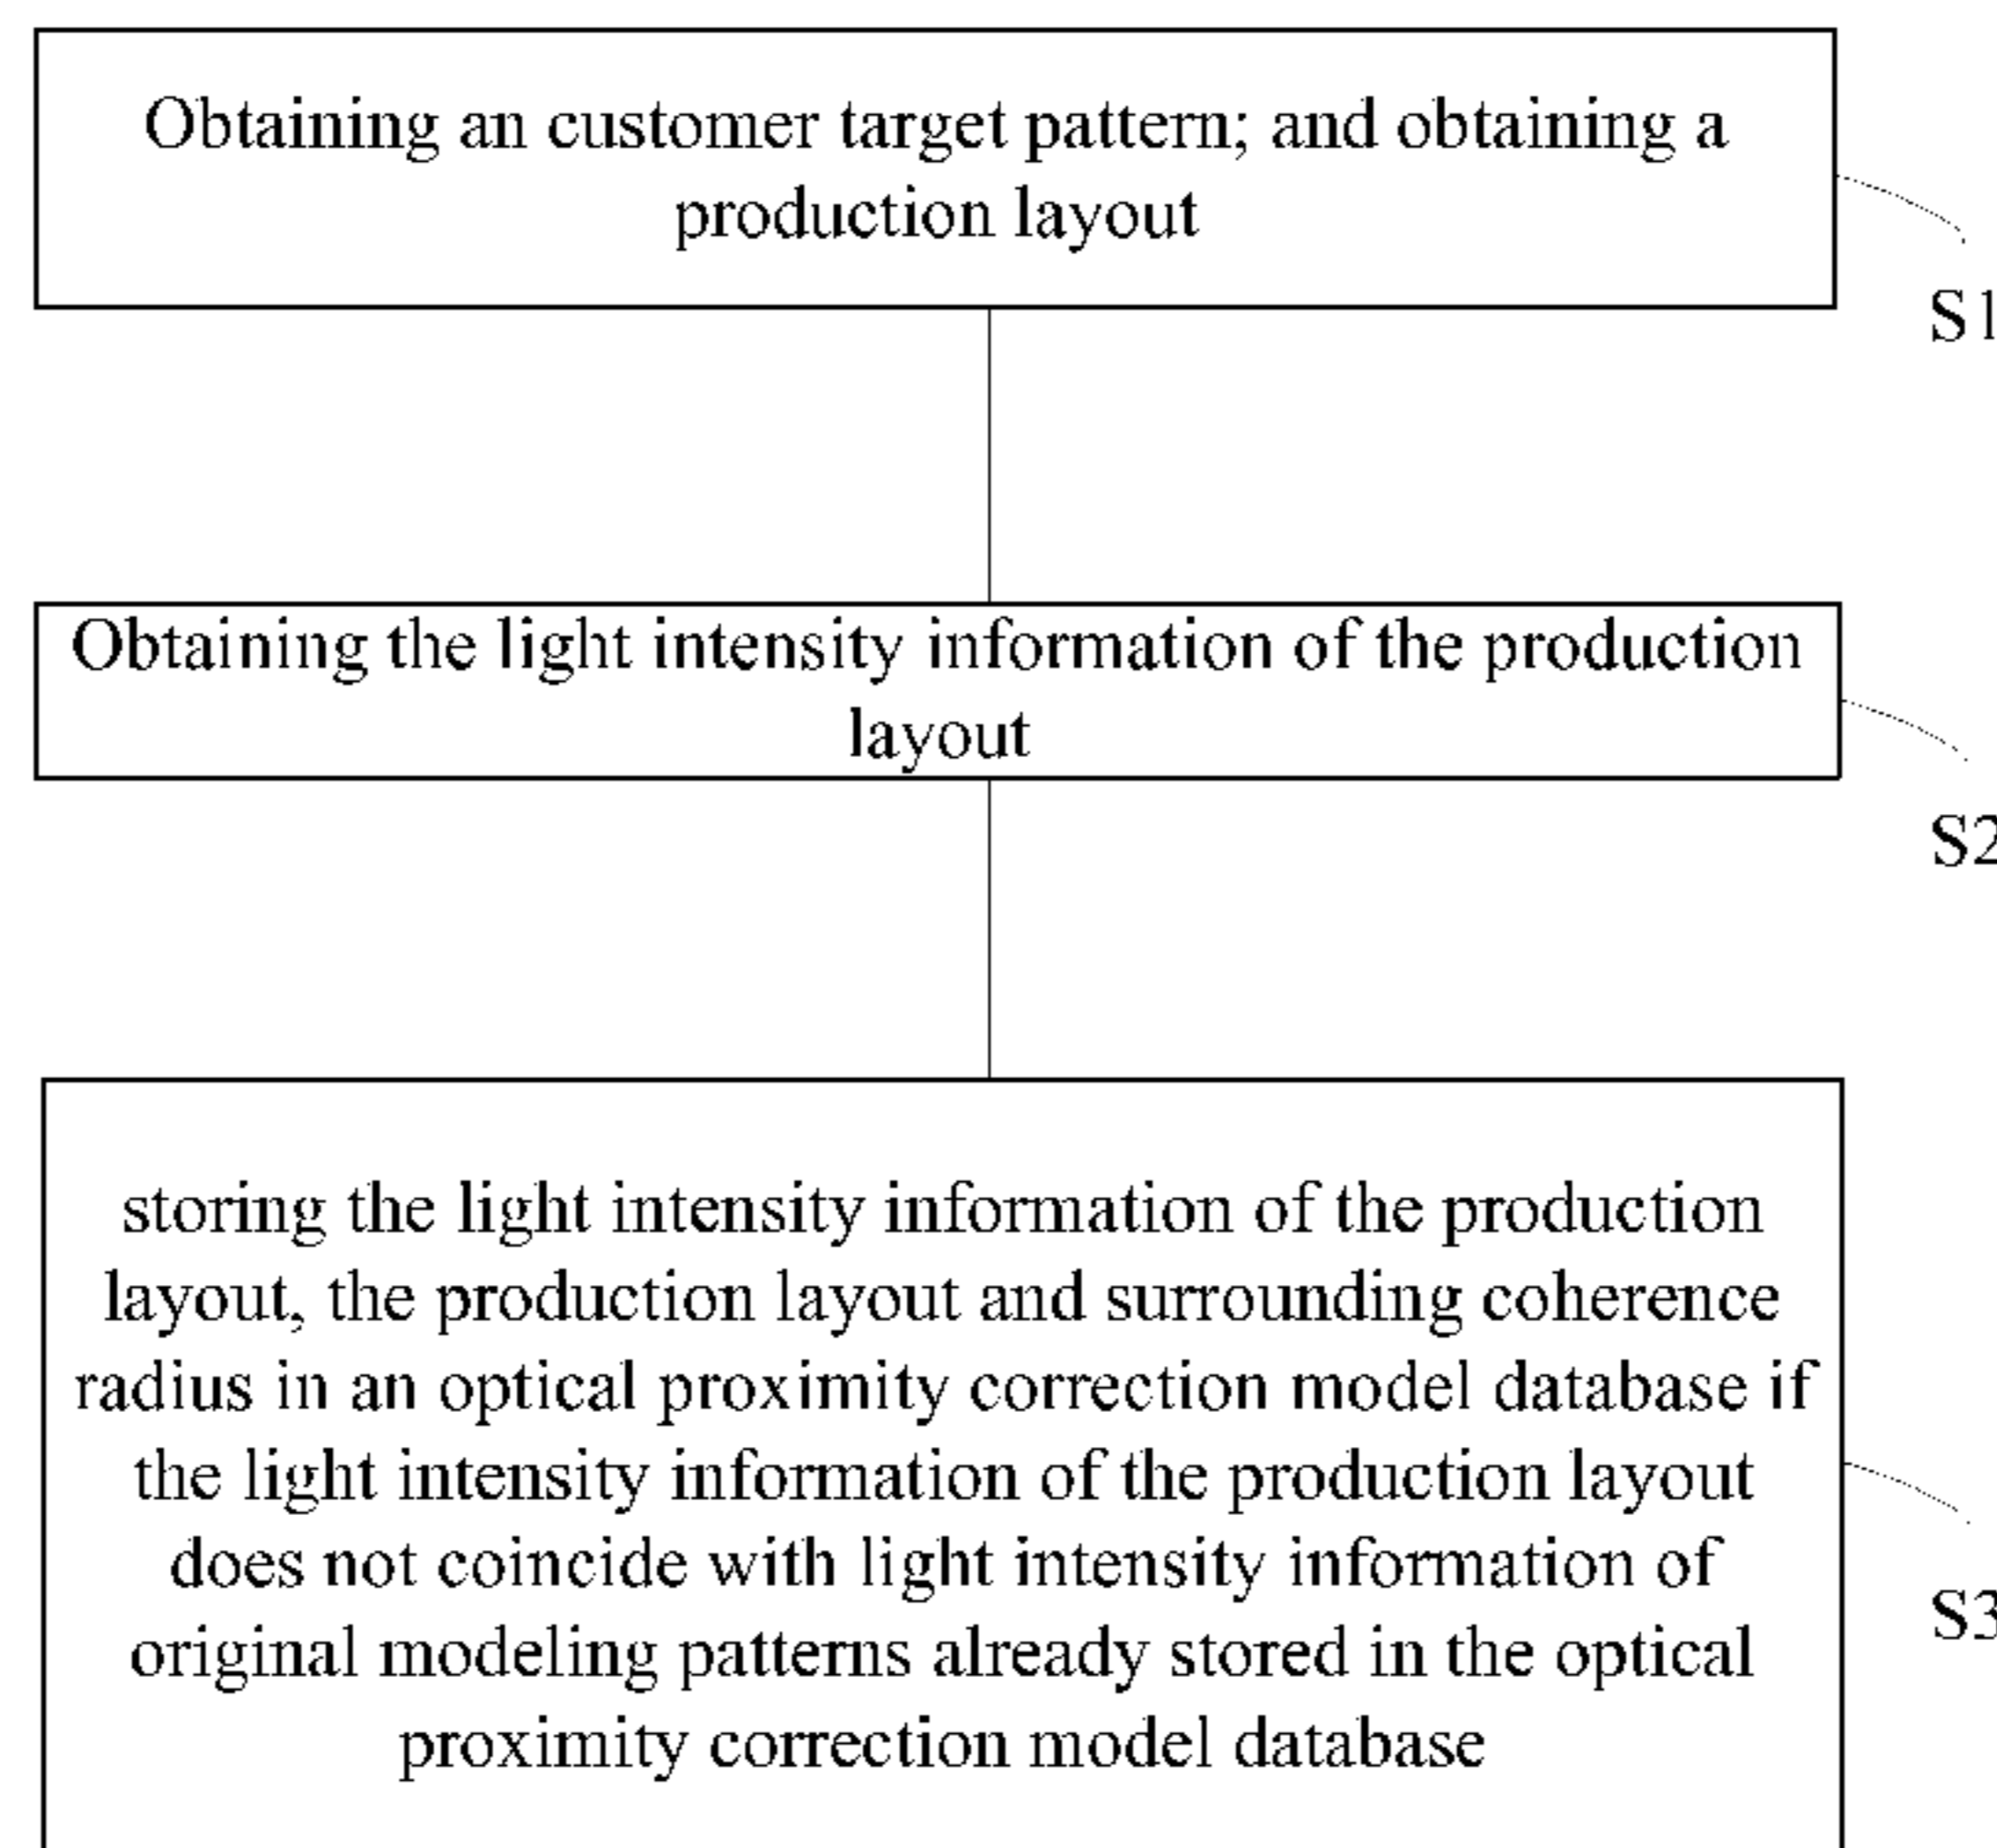 Obtaining an customer target pattern; and obtaining a
production layout
S1
Obtaining the light intensity information of the production
layout
S2
storing the light intensity information of the production
layout, the production layout and surrounding coherence
radius in an optical proximity correction model database if
the light intensity information of the production layout
does not coincide with light intensity information of
original modeling patterns already stored in the optical
proximity correction model database
S3